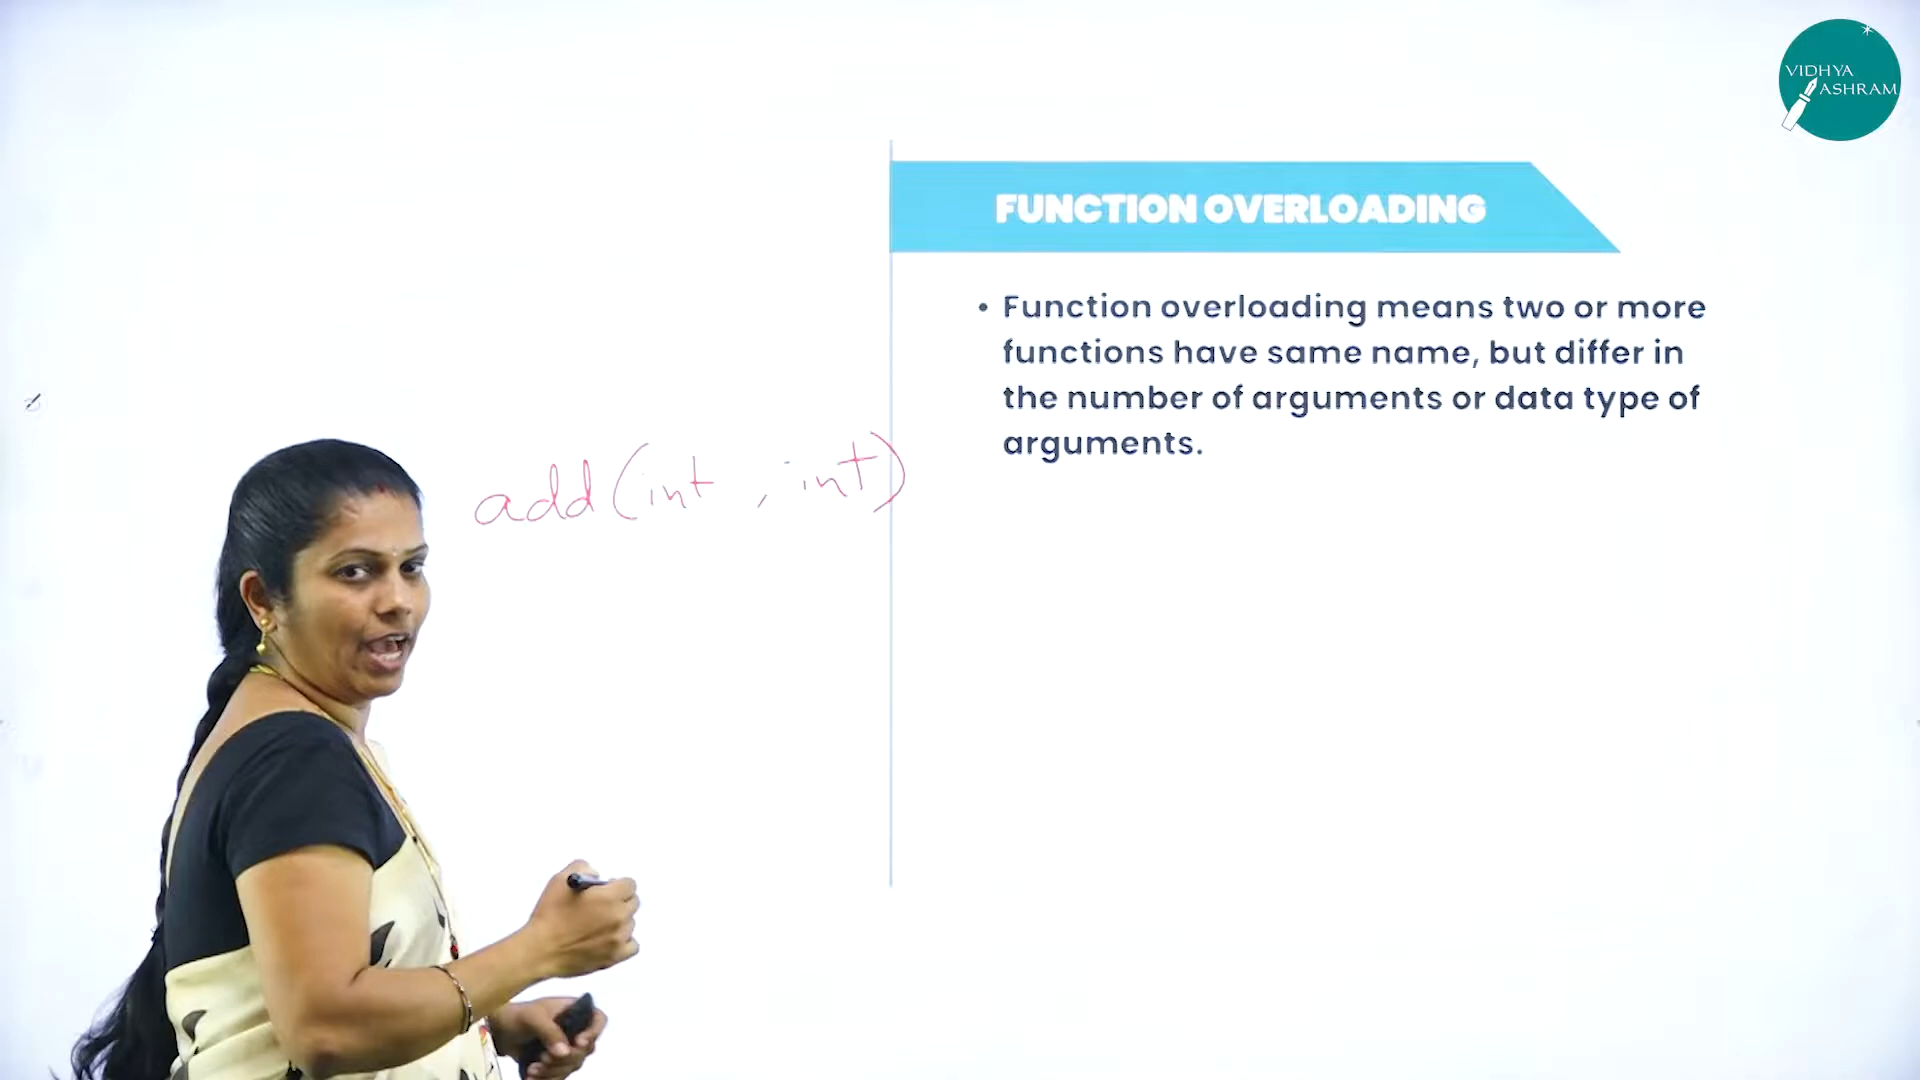 VIDHYA
ASHRAM
FUNCTION OVERLOADING
• Function overloading means two or more
functions have same name, but differ in
the number of arguments or data type of
arguments.
add(int , int)